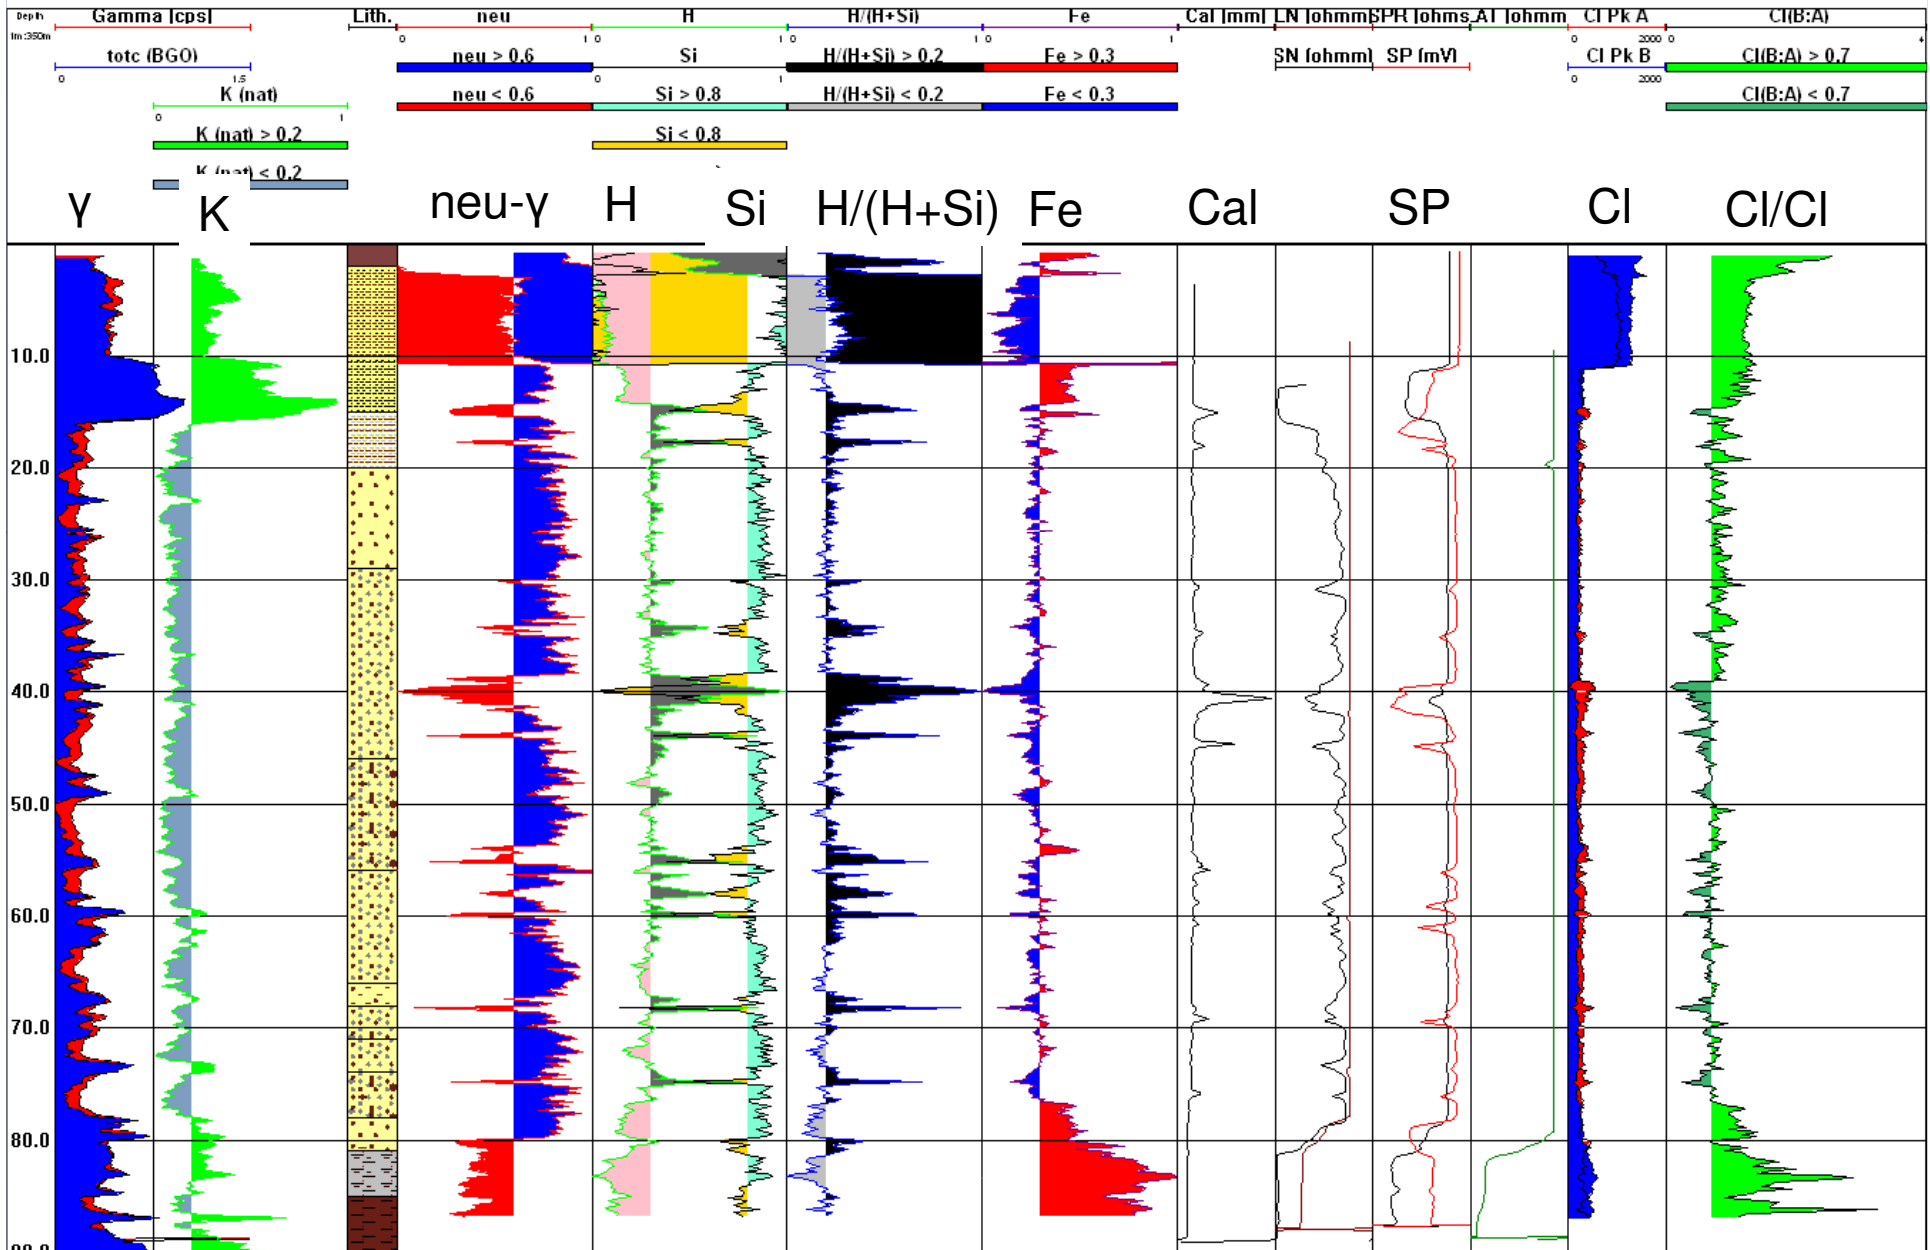 Depth Gamma [cps] Lith. neu H H/(H+Si) Fe Cal [mm] LN [ohmm] SPR [ohms AT [ohmm Cl Pk A Cl(B:A)
1m:350m 0 1 0 1 0 1 0 1 0 2000 0 4
totc (BGO) neu > 0.6 Si H/(H+Si) > 0.2 Fe > 0.3 SN [ohmm] SP [mV] Cl Pk B Cl(B:A) > 0.7
0 1.5 0 1 0 2000
K (nat) neu < 0.6 Si > 0.8 H/(H+Si) < 0.2 Fe < 0.3 Cl(B:A) < 0.7
0 1
K (nat) > 0.2 Si < 0.8
K (nat) < 0.2
γ K neu-γ H Si H/(H+Si) Fe Cal SP Cl Cl/Cl
10.0
20.0
30.0
40.0
50.0
60.0
70.0
80.0